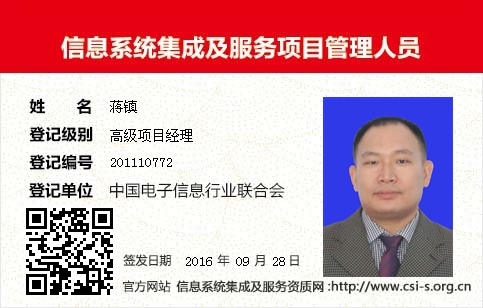 信息系统集成及服务项目管理人员
姓 名 蒋镇
登记级别 高级项目经理
登记编号 201110772
登记单位 中国电子信息行业联合会
签发日期 2016 年 09 月 28 日
官方网站 信息系统集成及服务资质网:http://www.csi-s.org.cn